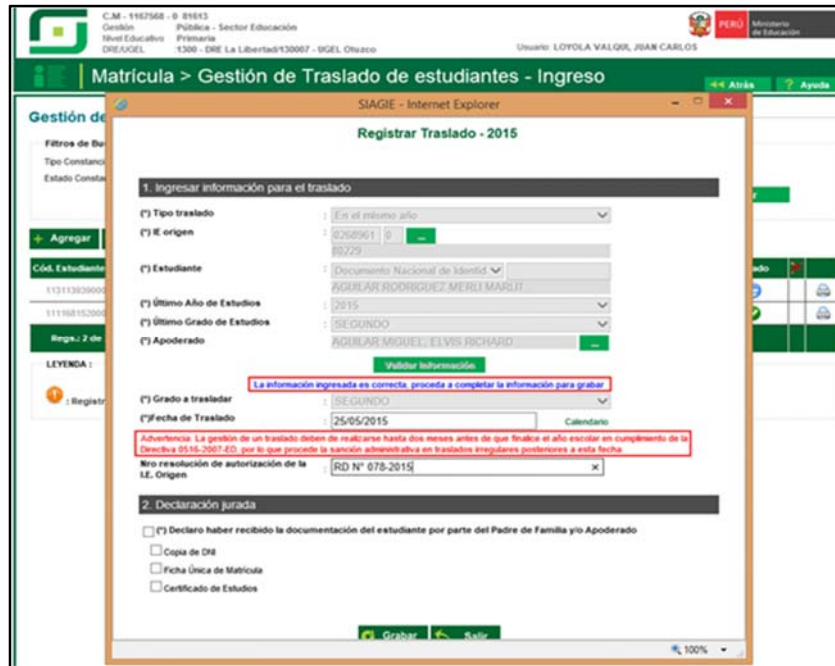 C.M - 1167568 - 0 81613
Gestión Pública - Sector Educación
Nivel Educativo Primaria
DRE/UGEL 1300 - DRE La Libertad/130007 - UGEL Otuzco
Usuario: LOYOLA VALQUI, JUAN CARLOS
PERÚ Ministerio de Educación
Matrícula > Gestión de Traslado de estudiantes - Ingreso
Atrás ? Ayuda
SIAGIE - Internet Explorer
Gestión de
Registrar Traslado - 2015
Filtros de Bu
Tipo Constanci
Estado Consta
1. Ingresar información para el traslado
(*) Tipo traslado : En el mismo año
(*) IE origen : 0268961 0 ...
80229
+ Agregar
Cód. Estudiante
(*) Estudiante : Documento Nacional de Identid
AGUILAR RODRIGUEZ MERLI MARLIT
(*) Último Año de Estudios : 2015
(*) Último Grado de Estudios : SEGUNDO
(*) Apoderado : AGUILAR MIGUEL, ELVIS RICHARD ...
Regs.: 2 de
LEYENDA :
: Registr
Validar Información
La información ingresada es correcta, proceda a completar la información para grabar
(*) Grado a trasladar : SEGUNDO
(*)Fecha de Traslado : 25/05/2015 Calendario
Advertencia: La gestión de un traslado deben de realizarse hasta dos meses antes de que finalice el año escolar en cumplimiento de la
Directiva 0516-2007-ED, por lo que procede la sanción administrativa en traslados irregulares posteriores a esta fecha
Nro resolución de autorización de la
I.E. Origen : RD N° 078-2015
2. Declaración jurada
(*) Declaro haber recibido la documentación del estudiante por parte del Padre de Familia y/o Apoderado
Copia de DNI
Ficha Única de Matrícula
Certificado de Estudios
Grabar Salir
100%